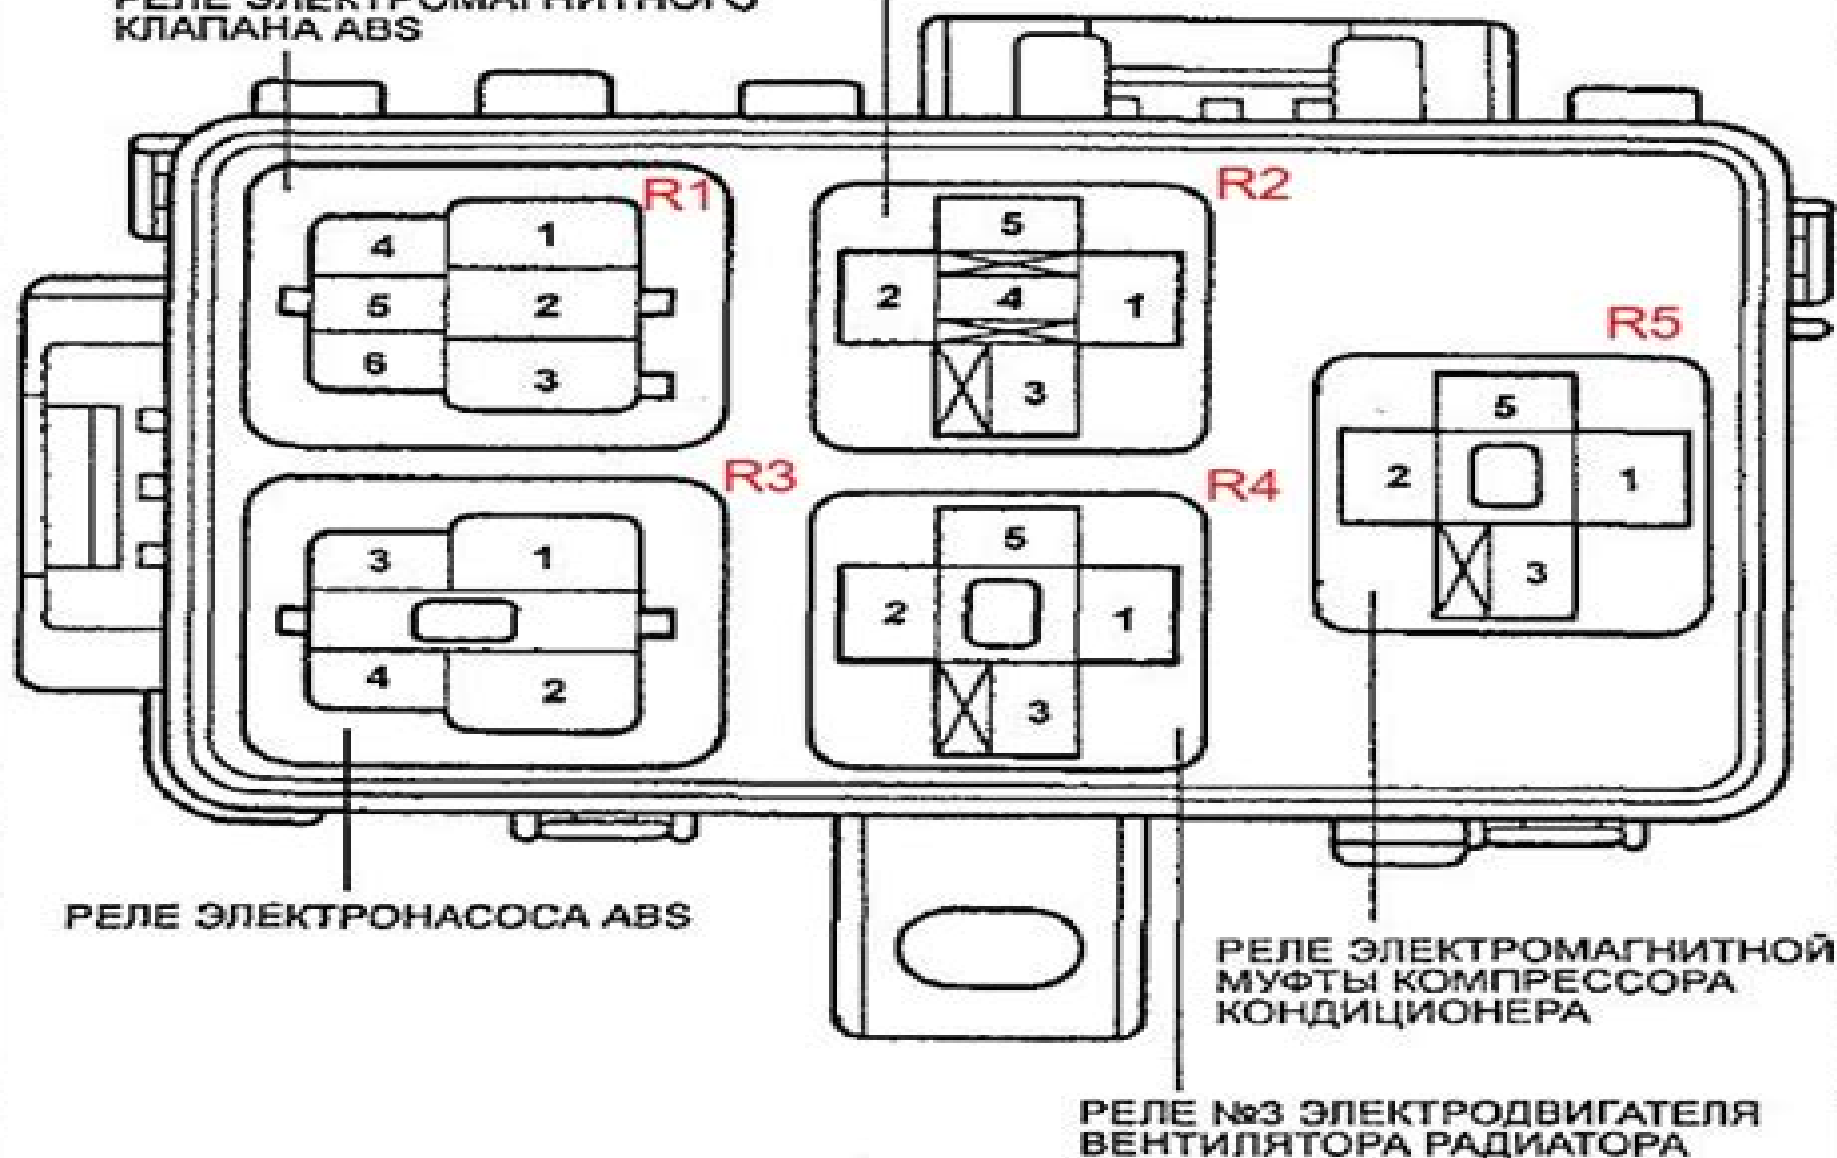 РЕЛЕ ЭЛЕКТРОМАГНИТНОГО
КЛАПАНА ABS
R1
4 1
5 2
6 3
R2
5
2 4 1
3
R5
5
2 1
3
R3
3 1
4 2
R4
5
2 1
3
РЕЛЕ ЭЛЕКТРОНАСОСА ABS
РЕЛЕ ЭЛЕКТРОМАГНИТНОЙ
МУФТЫ КОМПРЕССОРА
КОНДИЦИОНЕРА
РЕЛЕ №3 ЭЛЕКТРОДВИГАТЕЛЯ
ВЕНТИЛЯТОРА РАДИАТОРА